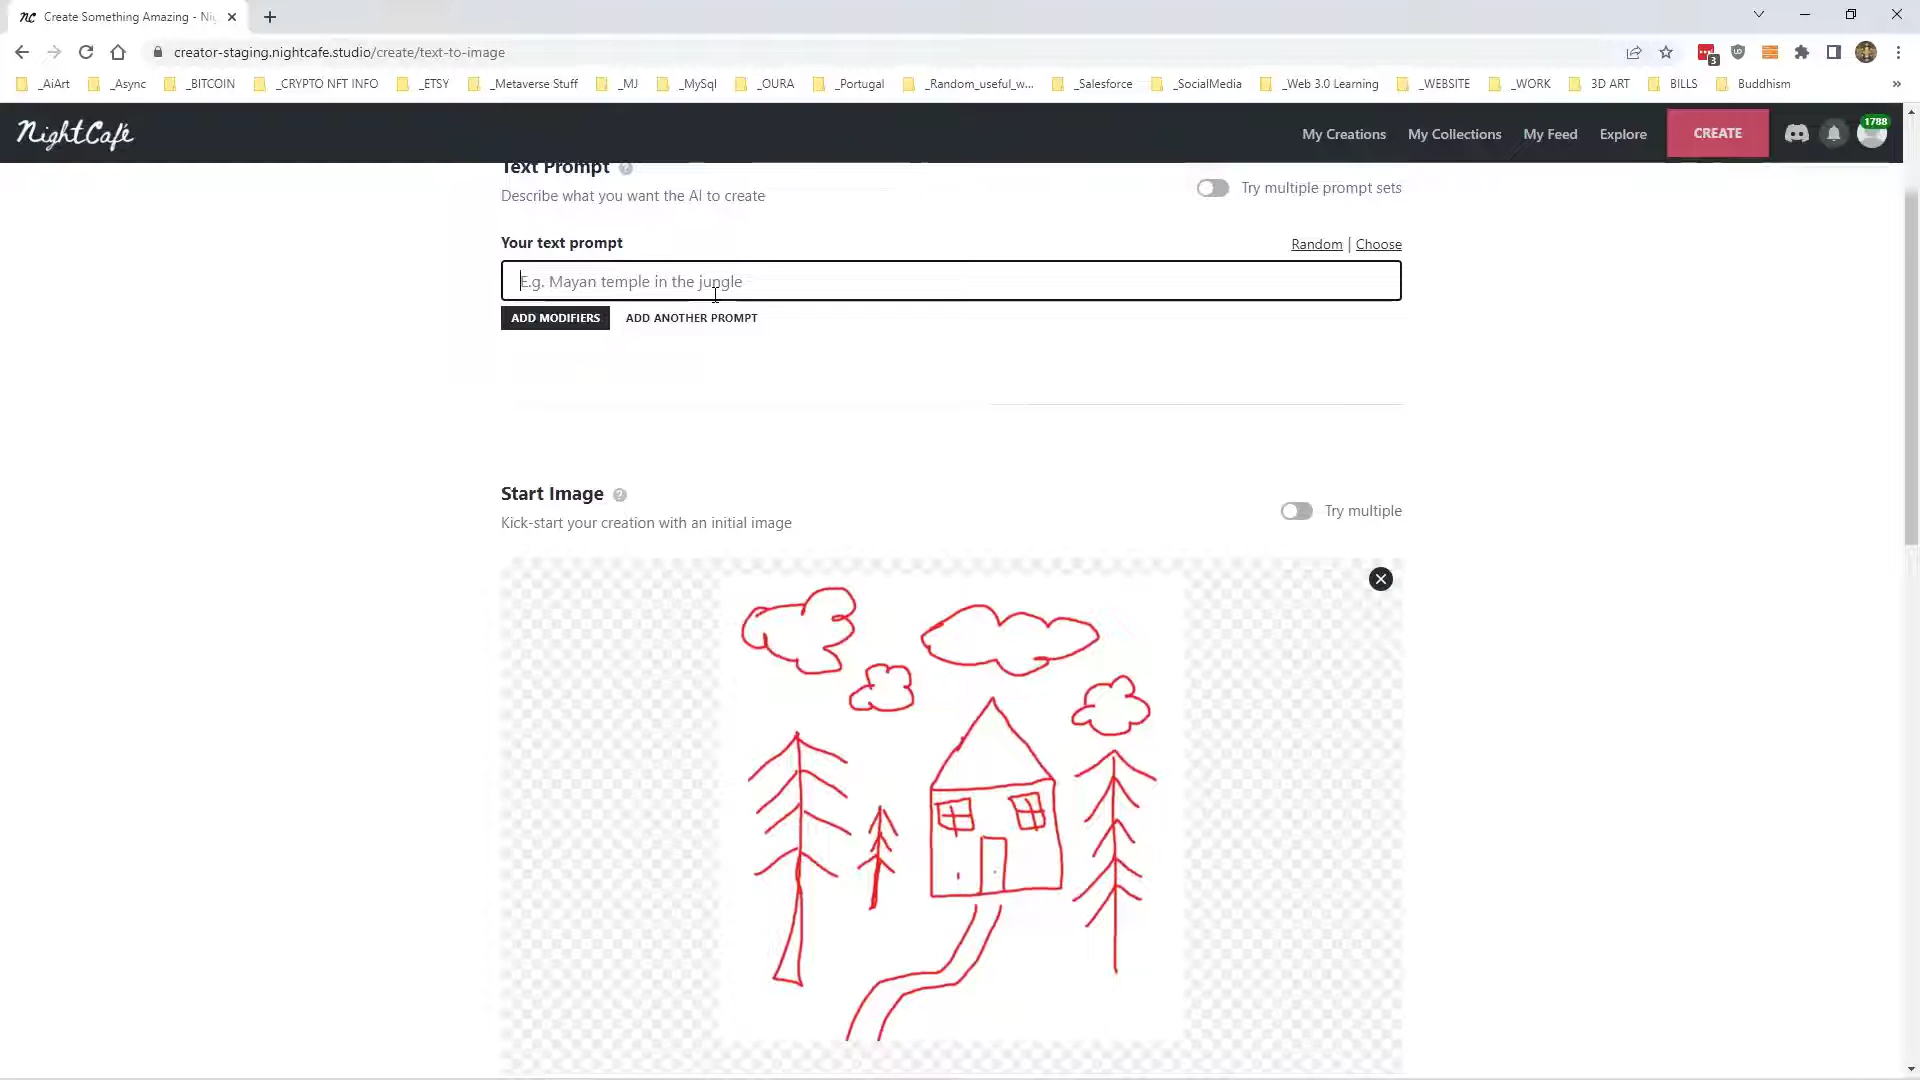 NC Create Something Amazing - Ni
creator-staging.nightcafe.studio/create/text-to-image
3
_AiArt _Async _BITCOIN _CRYPTO NFT INFO _ETSY _Metaverse Stuff _MJ _MySql _OURA _Portugal _Random_useful_w... _Salesforce _SocialMedia _Web 3.0 Learning _WEBSITE _WORK 3D ART BILLS Buddhism »
NightCafé My Creations My Collections My Feed Explore CREATE 1788
Text Prompt ?
Describe what you want the AI to create
Try multiple prompt sets
Your text prompt Random | Choose
E.g. Mayan temple in the jungle
ADD MODIFIERS ADD ANOTHER PROMPT
Start Image ?
Kick-start your creation with an initial image
Try multiple